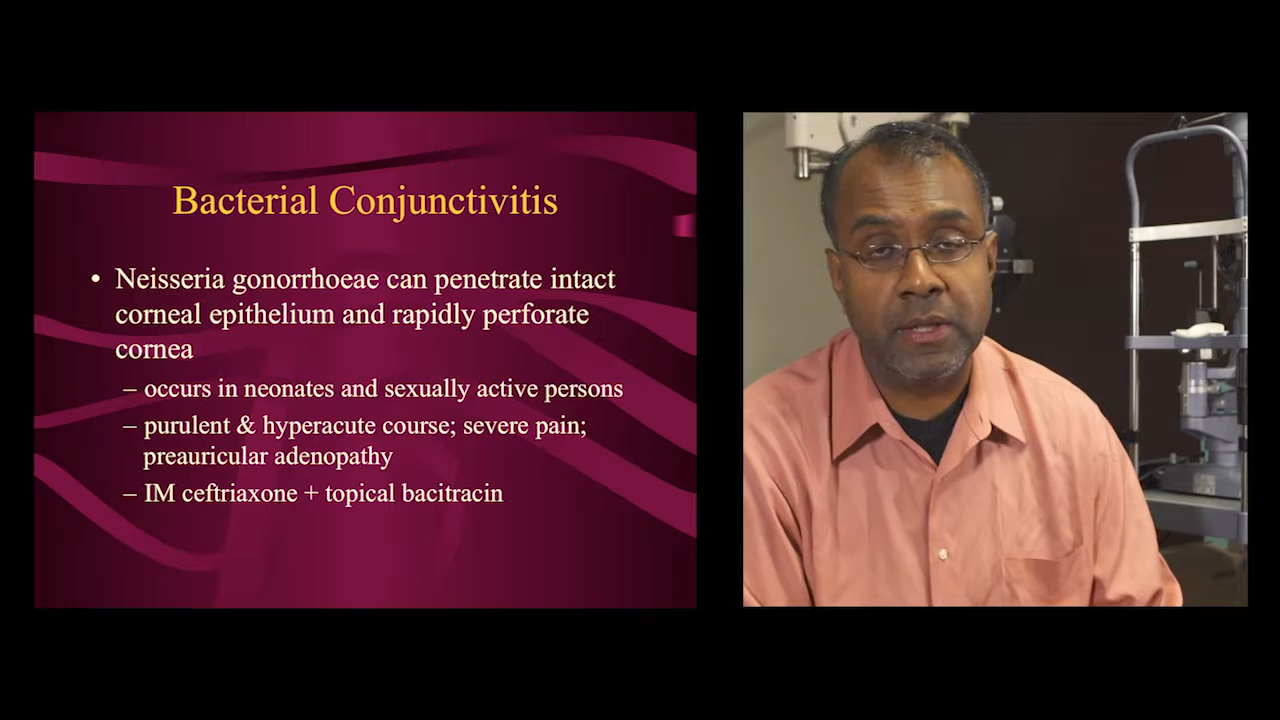 Bacterial Conjunctivitis
• Neisseria gonorrhoeae can penetrate intact
corneal epithelium and rapidly perforate
cornea
– occurs in neonates and sexually active persons
– purulent & hyperacute course; severe pain;
preauricular adenopathy
– IM ceftriaxone + topical bacitracin